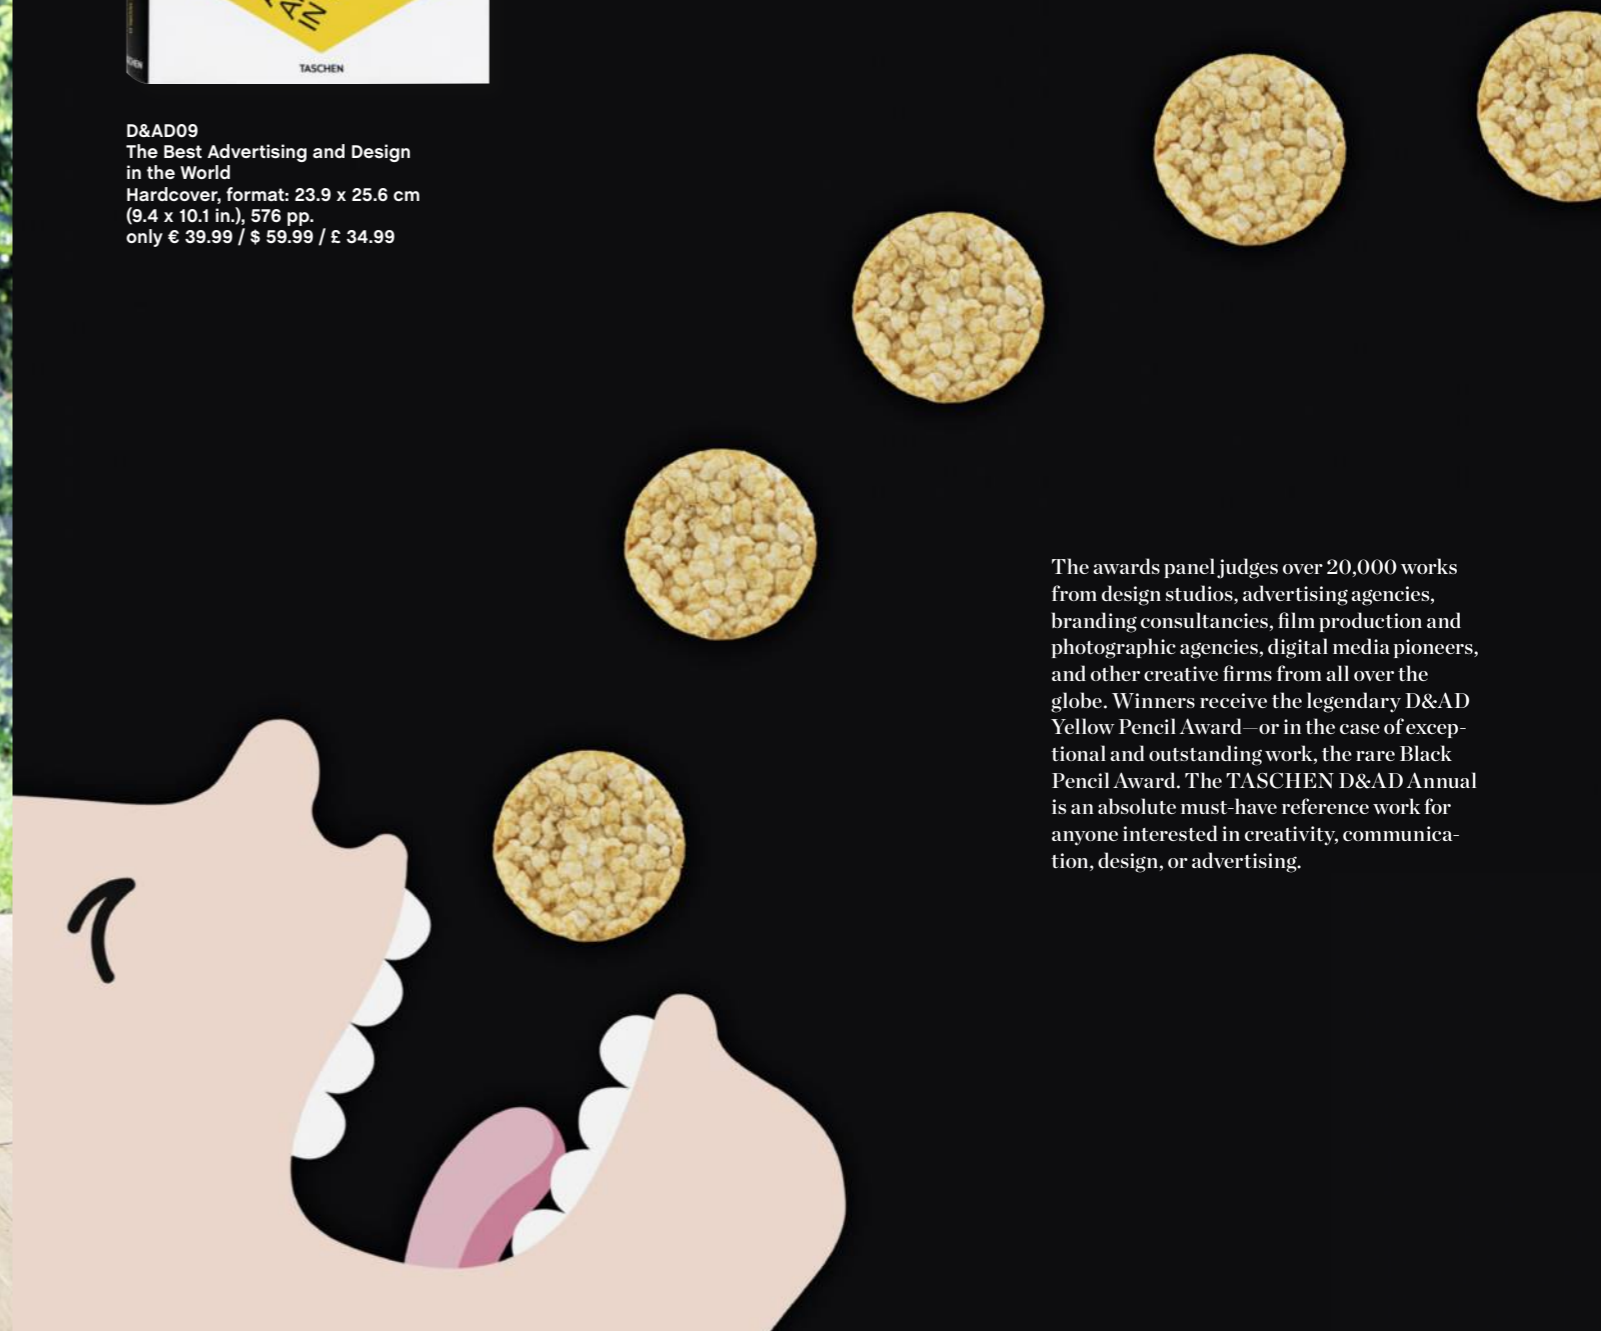 IN
TASCHEN
D&AD09
The Best Advertising and Design
in the World
Hardcover, format: 23.9 x 25.6 cm
(9.4 x 10.1 in.), 576 pp.
only € 39.99 / $ 59.99 / £ 34.99
The awards panel judges over 20,000 works
from design studios, advertising agencies,
branding consultancies, film production and
photographic agencies, digital media pioneers,
and other creative firms from all over the
globe. Winners receive the legendary D&AD
Yellow Pencil Award—or in the case of excep-
tional and outstanding work, the rare Black
Pencil Award. The TASCHEN D&AD Annual
is an absolute must-have reference work for
anyone interested in creativity, communica-
tion, design, or advertising.